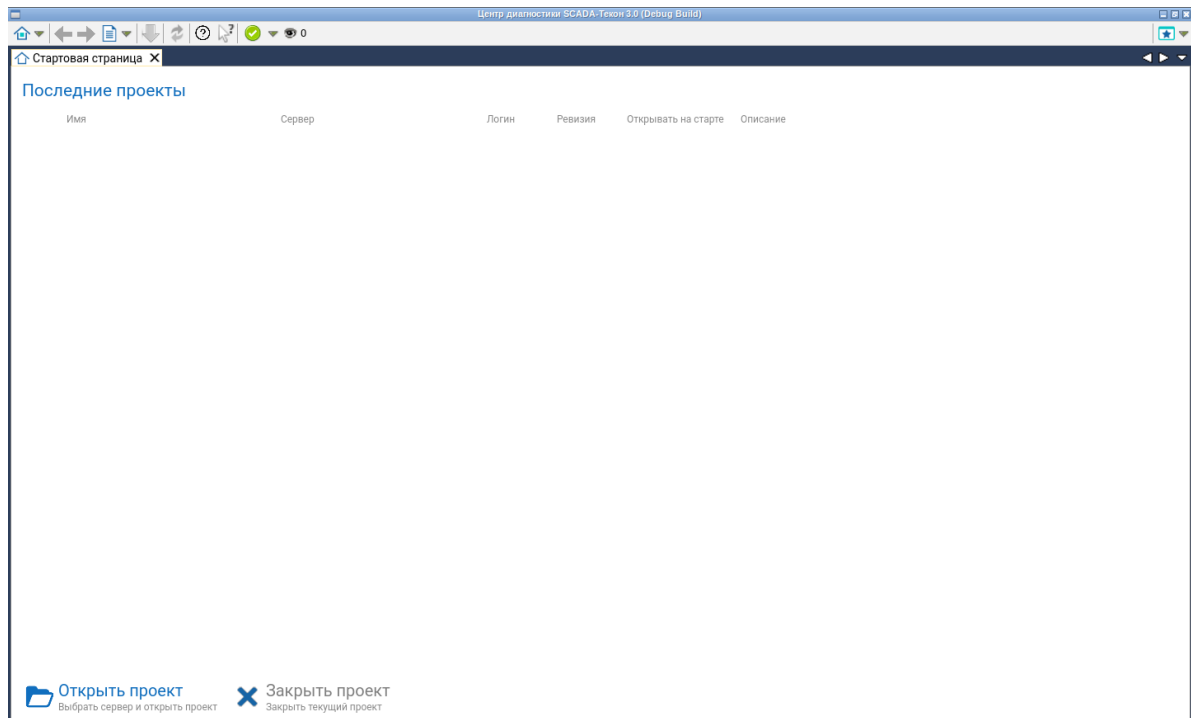 Центр диагностики SCADA-Текон 3.0 (Debug Build)
0
Стартовая страница
Последние проекты
Имя Сервер Логин Ревизия Открывать на старте Описание
Открыть проект Закрыть проект
Выбрать сервер и открыть проект Закрыть текущий проект